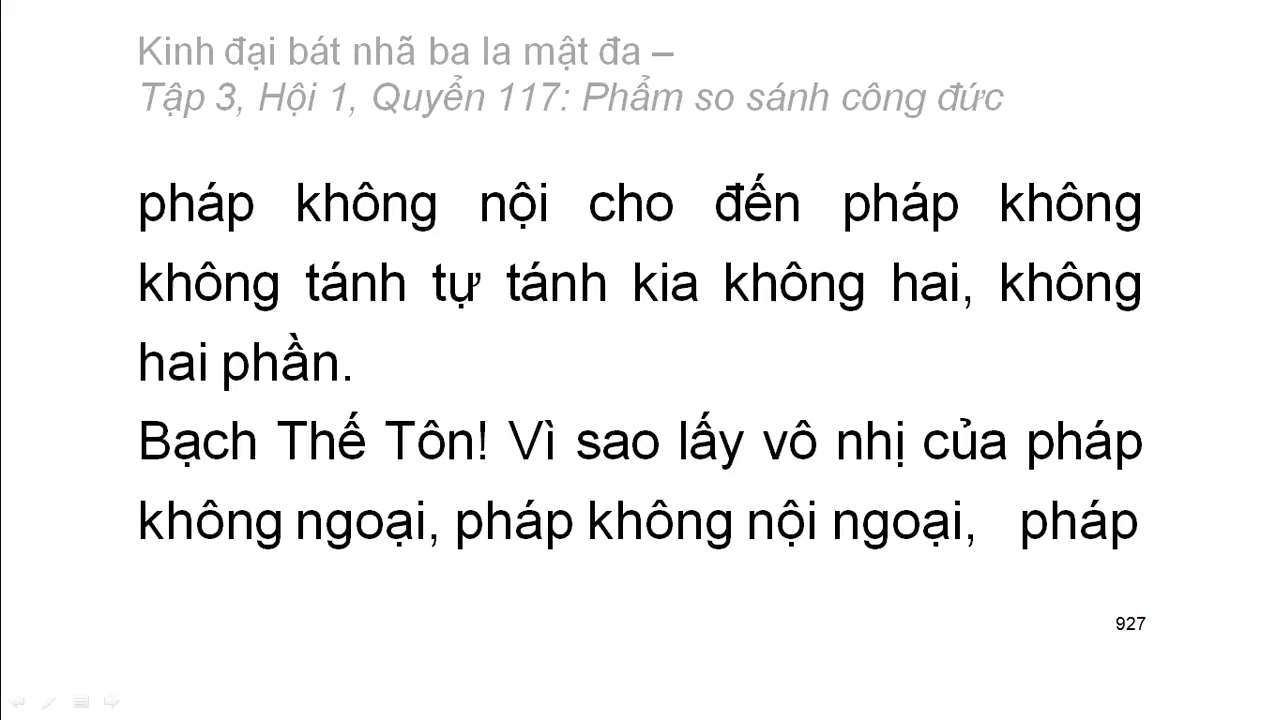 Kinh đại bát nhã ba la mật đa –
Tập 3, Hội 1, Quyển 117: Phẩm so sánh công đức
pháp không nội cho đến pháp không
không tánh tự tánh kia không hai, không
hai phần.
Bạch Thế Tôn! Vì sao lấy vô nhị của pháp
không ngoại, pháp không nội ngoại, pháp
927